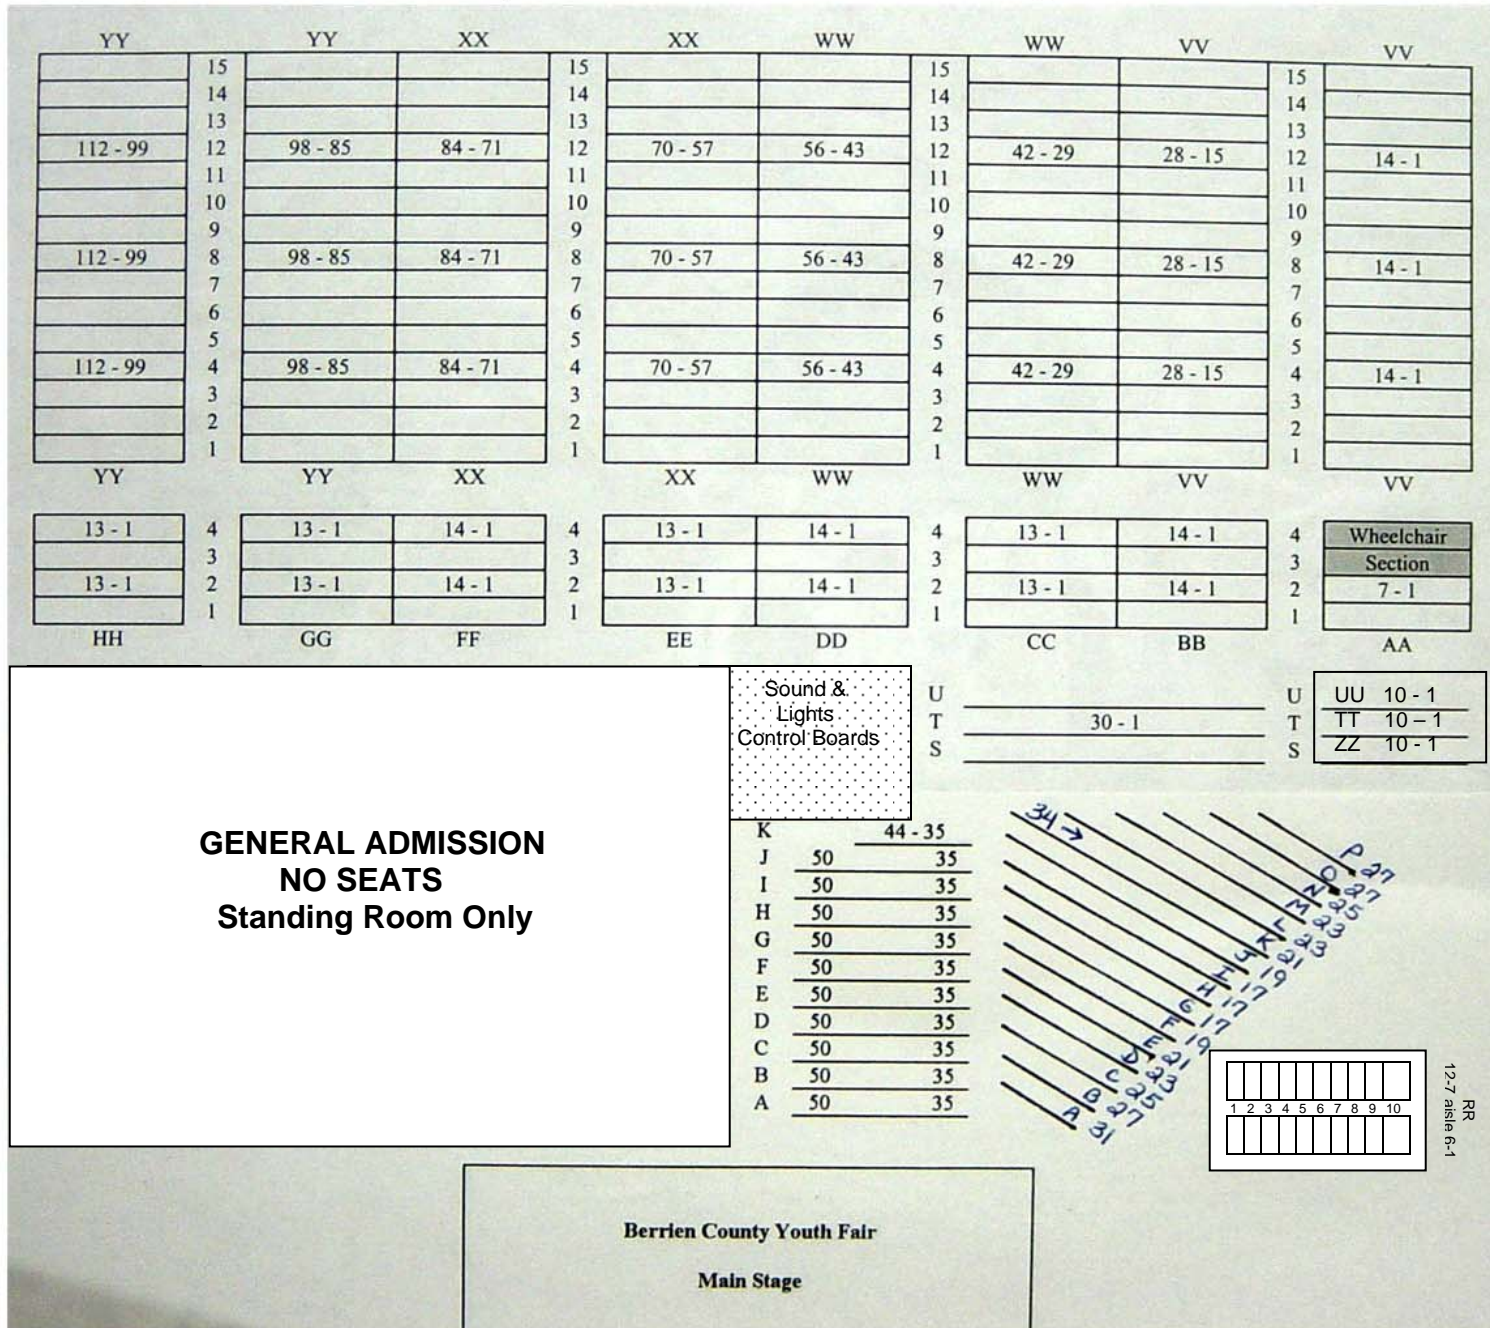 YY YY XX XX WW WW VV VV
15 15 15 15
14 14 14 14
13 13 13 13
112 - 99 12 98 - 85 84 - 71 12 70 - 57 56 - 43 12 42 - 29 28 - 15 12 14 - 1
11 11 11 11
10 10 10 10
9 9 9 9
112 - 99 8 98 - 85 84 - 71 8 70 - 57 56 - 43 8 42 - 29 28 - 15 8 14 - 1
7 7 7 7
6 6 6 6
5 5 5 5
112 - 99 4 98 - 85 84 - 71 4 70 - 57 56 - 43 4 42 - 29 28 - 15 4 14 - 1
3 3 3 3
2 2 2 2
1 1 1 1
YY YY XX XX WW WW VV VV
13 - 1 4 13 - 1 14 - 1 4 13 - 1 14 - 1 4 13 - 1 14 - 1 4 Wheelchair
3 3 3 3 Section
13 - 1 2 13 - 1 14 - 1 2 13 - 1 14 - 1 2 13 - 1 14 - 1 2 7 - 1
1 1 1 1
HH GG FF EE DD CC BB AA
Sound &
Lights
Control Boards
U U UU 10 - 1
T 30 - 1 T TT 10 – 1
S S ZZ 10 - 1
GENERAL ADMISSION
NO SEATS
Standing Room Only
K 44 - 35
J 50 35
I 50 35
H 50 35
G 50 35
F 50 35
E 50 35
D 50 35
C 50 35
B 50 35
A 50 35
34 →
P 27
O 27
N 25
M 23
L 23
K 21
J 19
I 17
H 17
G 17
F 19
E 21
D 23
C 25
B 27
A 31
1 2 3 4 5 6 7 8 9 10
RR
12-7 aisle 6-1
Berrien County Youth Fair
Main Stage